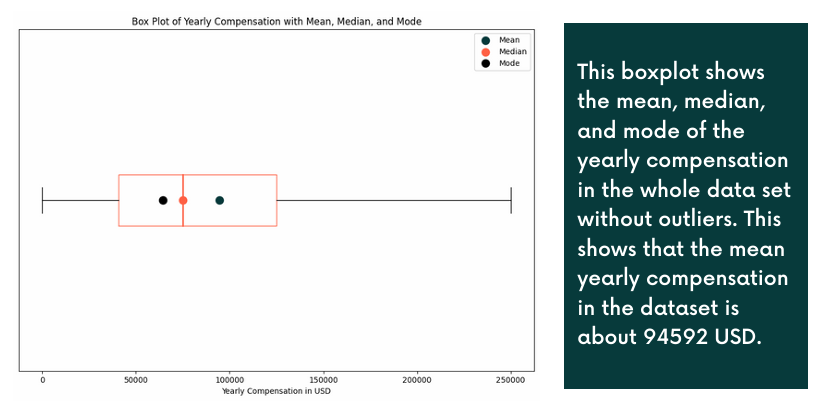 Box Plot of Yearly Compensation with Mean, Median, and Mode
Mean
Median
Mode
0
50000
100000
150000
200000
250000
Yearly Compensation in USD
This boxplot shows
the mean, median,
and mode of the
yearly compensation
in the whole data set
without outliers. This
shows that the mean
yearly compensation
in the dataset is
about 94592 USD.